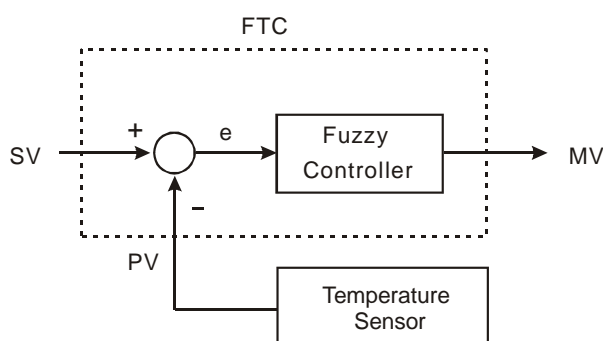 FTC
+
e
Fuzzy
Controller
SV
MV
−
PV
Temperature
Sensor